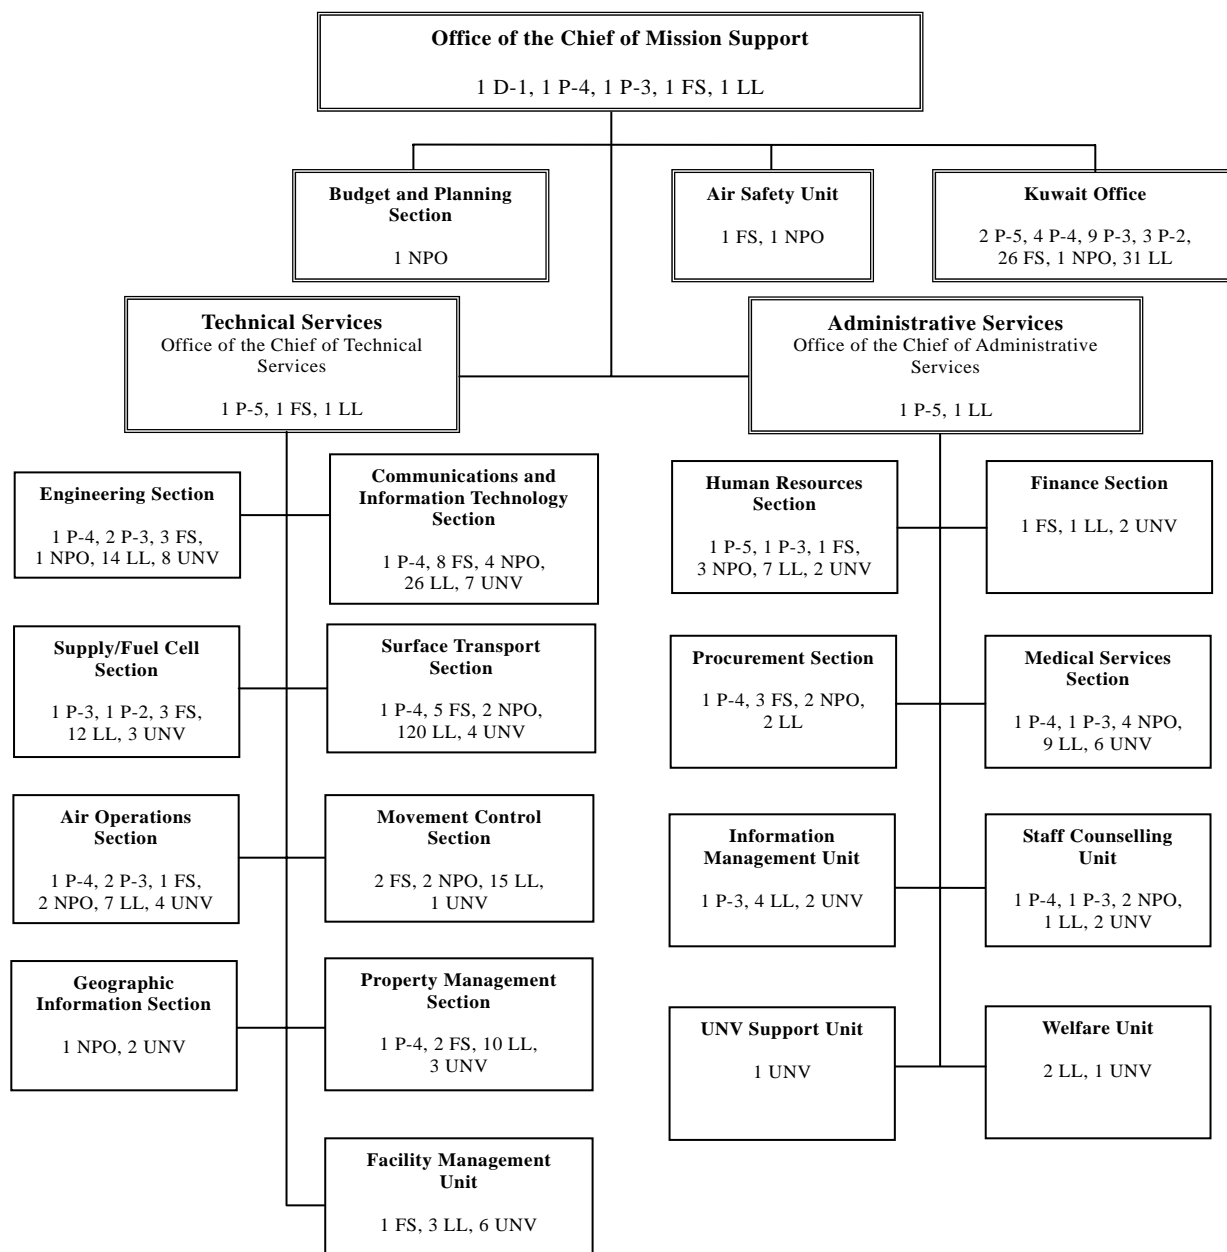 Office of the Chief of Mission Support
1 D-1, 1 P-4, 1 P-3, 1 FS, 1 LL
Budget and Planning
Section
1 NPO
Air Safety Unit
1 FS, 1 NPO
Kuwait Office
2 P-5, 4 P-4, 9 P-3, 3 P-2,
26 FS, 1 NPO, 31 LL
Technical Services
Office of the Chief of Technical
Services
1 P-5, 1 FS, 1 LL
Administrative Services
Office of the Chief of Administrative
Services
1 P-5, 1 LL
Engineering Section
1 P-4, 2 P-3, 3 FS,
1 NPO, 14 LL, 8 UNV
Communications and
Information Technology
Section
1 P-4, 8 FS, 4 NPO,
26 LL, 7 UNV
Human Resources
Section
1 P-5, 1 P-3, 1 FS,
3 NPO, 7 LL, 2 UNV
Finance Section
1 FS, 1 LL, 2 UNV
Supply/Fuel Cell
Section
1 P-3, 1 P-2, 3 FS,
12 LL, 3 UNV
Surface Transport
Section
1 P-4, 5 FS, 2 NPO,
120 LL, 4 UNV
Procurement Section
1 P-4, 3 FS, 2 NPO,
2 LL
Medical Services
Section
1 P-4, 1 P-3, 4 NPO,
9 LL, 6 UNV
Air Operations
Section
1 P-4, 2 P-3, 1 FS,
2 NPO, 7 LL, 4 UNV
Movement Control
Section
2 FS, 2 NPO, 15 LL,
1 UNV
Information
Management Unit
1 P-3, 4 LL, 2 UNV
Staff Counselling
Unit
1 P-4, 1 P-3, 2 NPO,
1 LL, 2 UNV
Geographic
Information Section
1 NPO, 2 UNV
Property Management
Section
1 P-4, 2 FS, 10 LL,
3 UNV
UNV Support Unit
1 UNV
Welfare Unit
2 LL, 1 UNV
Facility Management
Unit
1 FS, 3 LL, 6 UNV